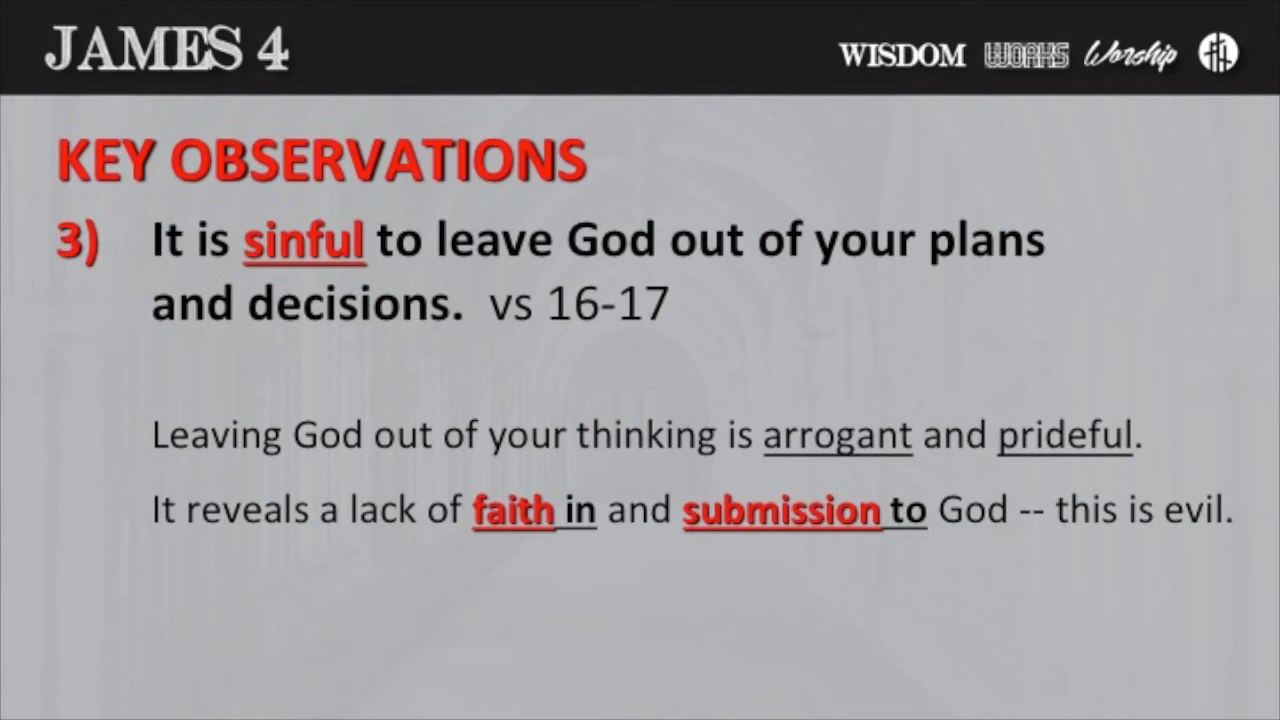 JAMES 4
WISDOM WORKS Worship
KEY OBSERVATIONS
3) It is sinful to leave God out of your plans
and decisions. vs 16-17
Leaving God out of your thinking is arrogant and prideful.
It reveals a lack of faith in and submission to God -- this is evil.